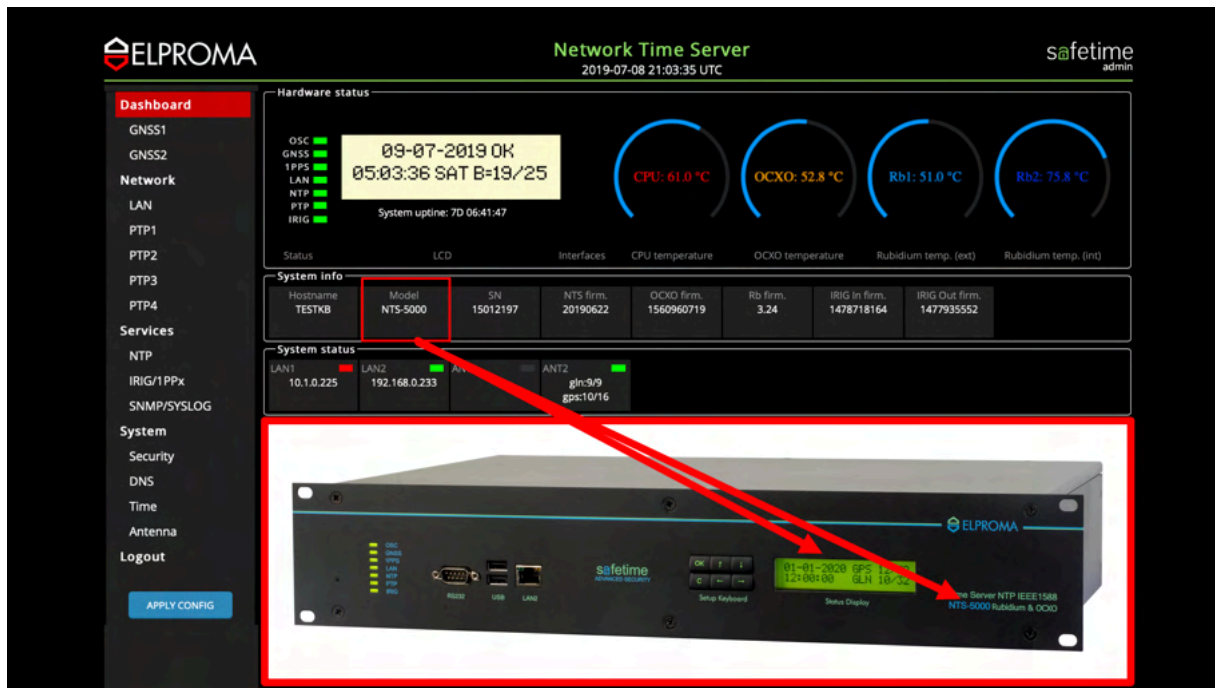 ELPROMA
Network Time Server
2019-07-08 21:03:35 UTC
safetime
admin
Dashboard
GNSS1
GNSS2
Network
LAN
PTP1
PTP2
PTP3
PTP4
Services
NTP
IRIG/1PPx
SNMP/SYSLOG
System
Security
DNS
Time
Antenna
Logout
APPLY CONFIG
Hardware status
OSC
GNSS
1PPS
LAN
NTP
PTP
IRIG
09-07-2019 OK
05:03:36 SAT B=19/25
System uptine: 7D 06:41:47
CPU: 61.0 °C
OCXO: 52.8 °C
Rb1: 51.0 °C
Rb2: 75.8 °C
Status LCD Interfaces CPU temperature OCXO temperature Rubidium temp. (ext) Rubidium temp. (int)
System info
Hostname Model SN NTS firm. OCXO firm. Rb firm. IRIG In firm. IRIG Out firm.
TESTKB NTS-5000 15012197 20190622 1560960719 3.24 1478718164 1477935552
System status
LAN1 LAN2 ANT2
10.1.0.225 192.168.0.233 gln:9/9
gps:10/16
ELPROMA
OSC
GNSS
1PPS
LAN
NTP
PTP
IRIG
RS232 USB LAN2
safetime
ADVANCED SECURITY
OK ↑ ↓
C ← →
Setup Keyboard
01-01-2020 GPS
12:00:00 GLN 10/32
Status Display
Server NTP IEEE1588
NTS-5000 Rubidium & OCXO